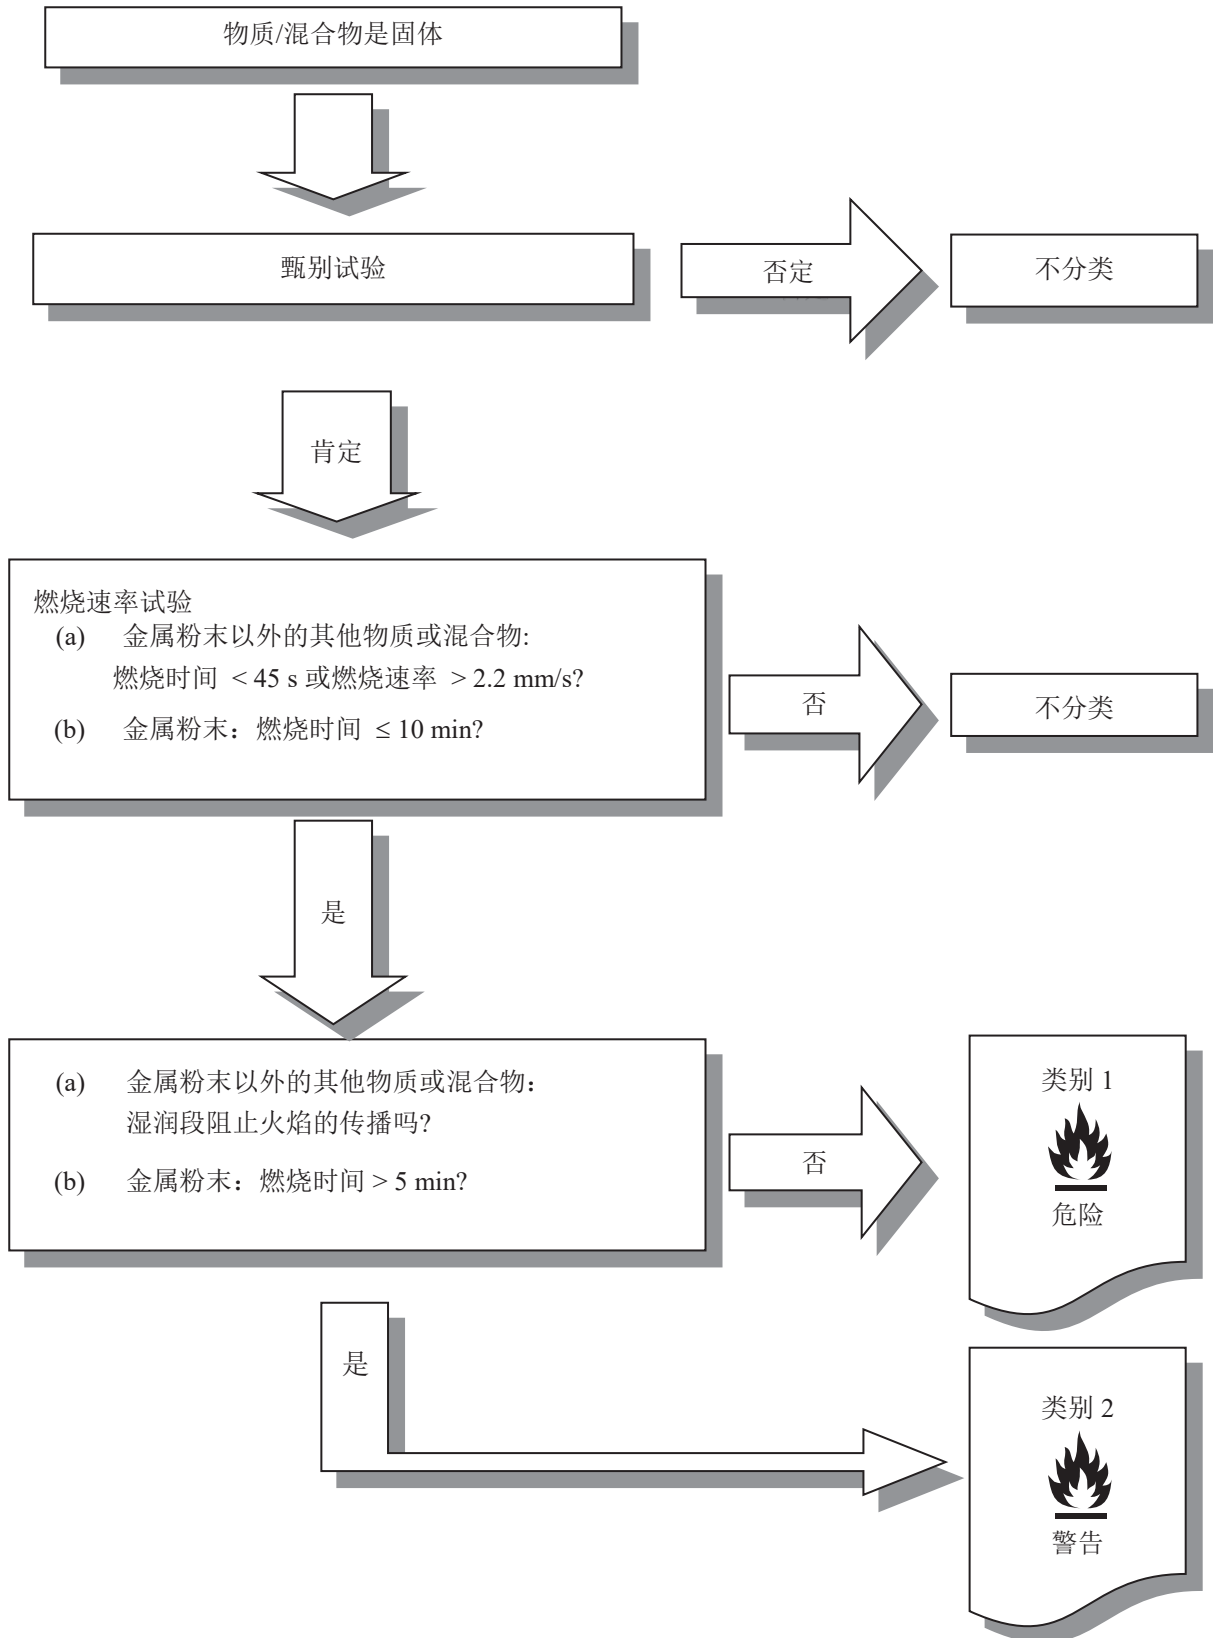 物质/混合物是固体
甄别试验
否定
不分类
肯定
燃烧速率试验
(a) 金属粉末以外的其他物质或混合物:
燃烧时间 < 45 s 或燃烧速率 > 2.2 mm/s?
(b) 金属粉末：燃烧时间 ≤ 10 min?
否
不分类
是
(a) 金属粉末以外的其他物质或混合物：
湿润段阻止火焰的传播吗?
(b) 金属粉末：燃烧时间 > 5 min?
否
类别 1
危险
是
类别 2
警告